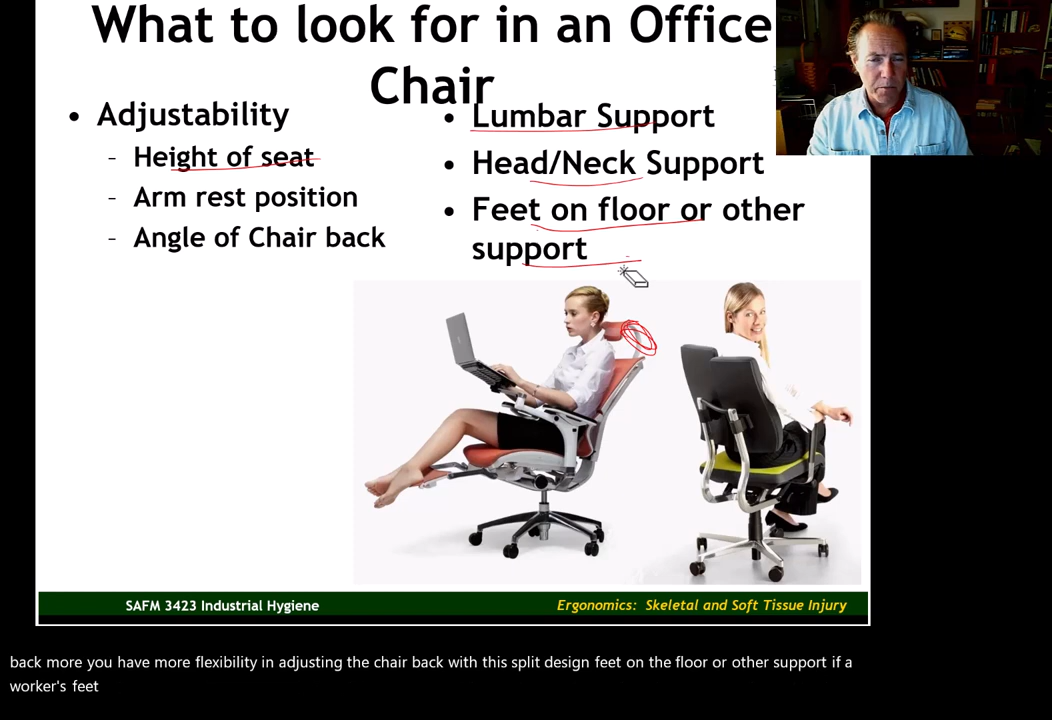 What to look for in an Office
Chair
• Adjustability
– Height of seat
– Arm rest position
– Angle of Chair back
• Lumbar Support
• Head/Neck Support
• Feet on floor or other
support
SAFM 3423 Industrial Hygiene
Ergonomics: Skeletal and Soft Tissue Injury
back more you have more flexibility in adjusting the chair back with this split design feet on the floor or other support if a
worker's feet